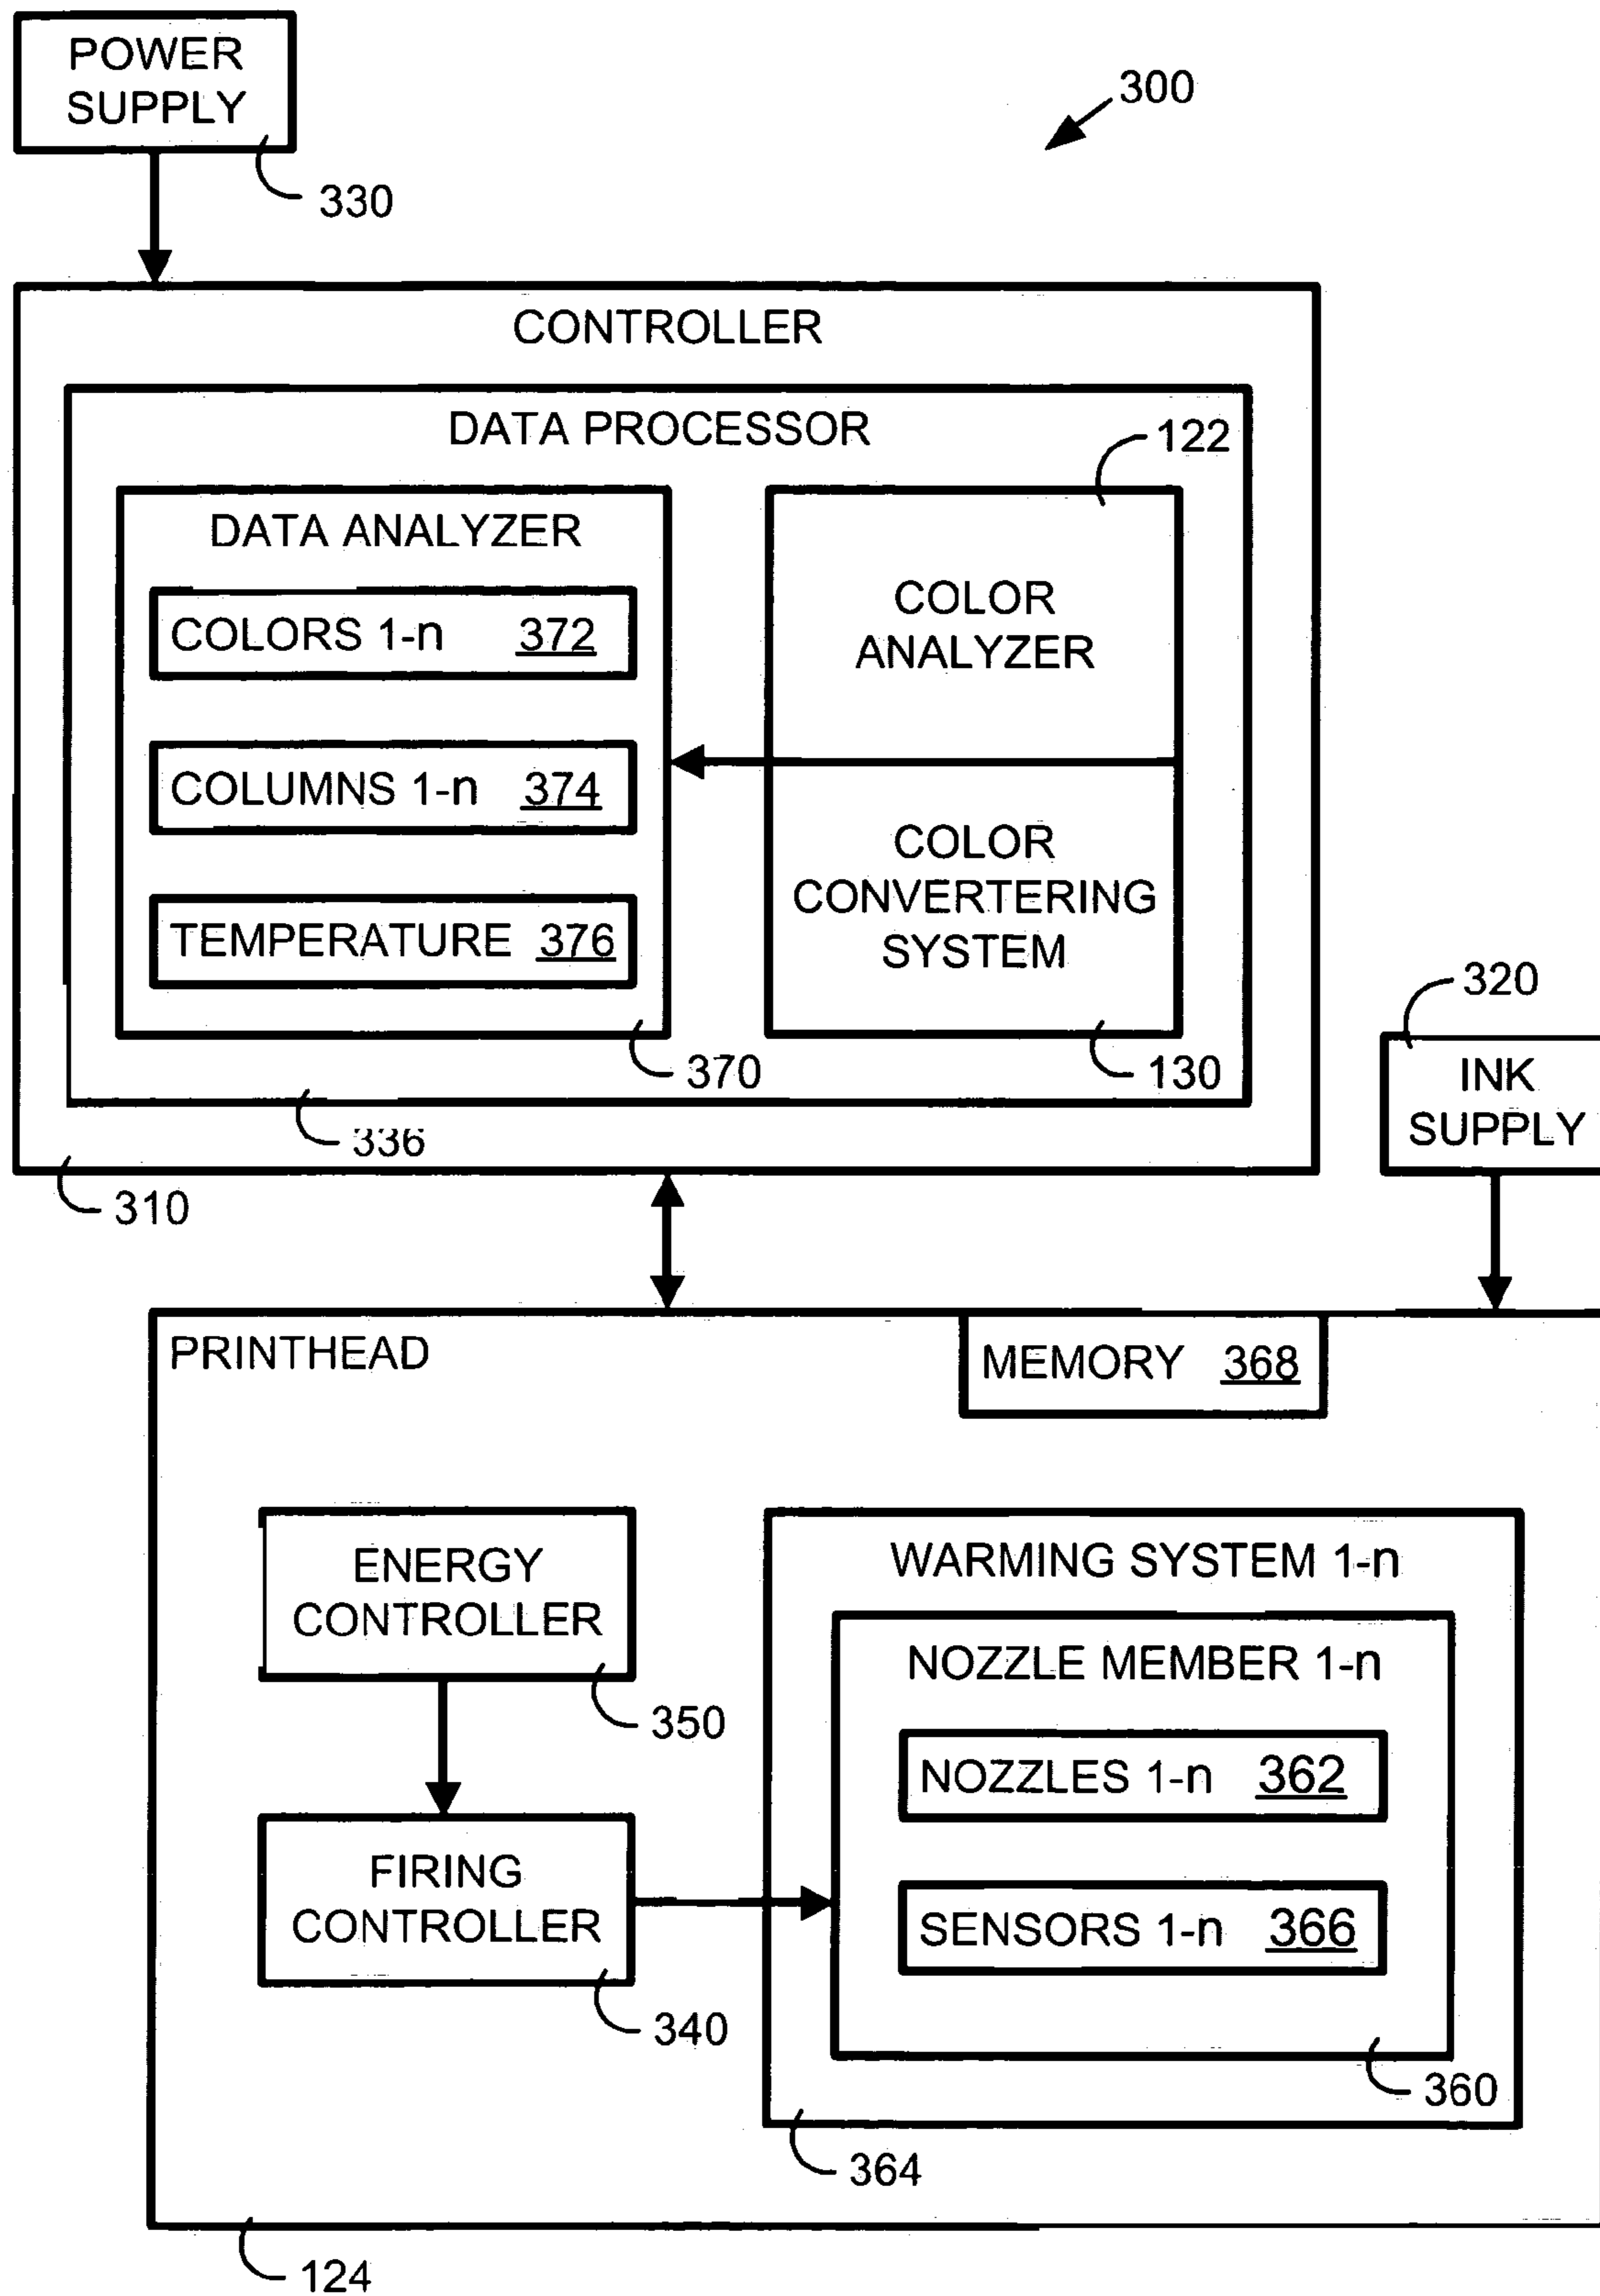 POWER
SUPPLY
300
330
CONTROLLER
DATA PROCESSOR
122
DATA ANALYZER
COLORS 1-n 372
COLUMNS 1-n 374
TEMPERATURE 376
COLOR
ANALYZER
COLOR
CONVERTERING
SYSTEM
370
130
336
310
320
INK
SUPPLY
PRINTHEAD
MEMORY 368
ENERGY
CONTROLLER
350
FIRING
CONTROLLER
340
WARMING SYSTEM 1-n
NOZZLE MEMBER 1-n
NOZZLES 1-n 362
SENSORS 1-n 366
360
364
124